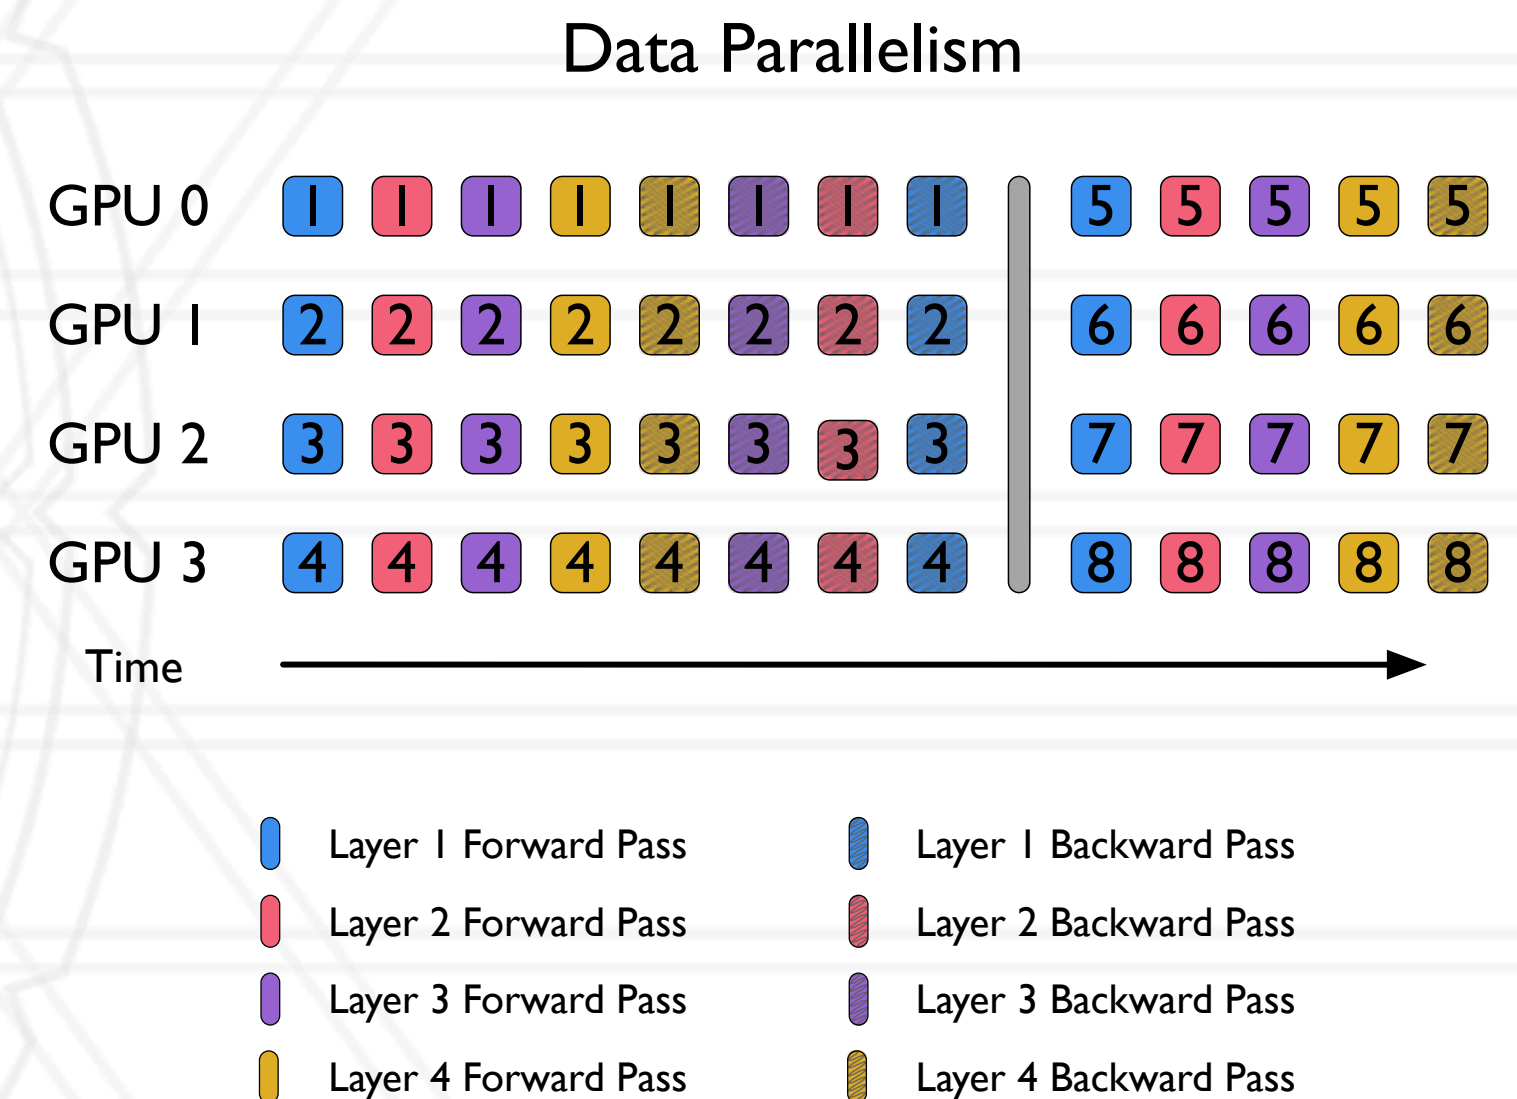 Data Parallelism
GPU 0 1 1 1 1 1 1 1 1 5 5 5 5 5
GPU 1 2 2 2 2 2 2 2 2 6 6 6 6 6
GPU 2 3 3 3 3 3 3 3 3 7 7 7 7 7
GPU 3 4 4 4 4 4 4 4 4 8 8 8 8 8
Time
Layer 1 Forward Pass Layer 1 Backward Pass
Layer 2 Forward Pass Layer 2 Backward Pass
Layer 3 Forward Pass Layer 3 Backward Pass
Layer 4 Forward Pass Layer 4 Backward Pass